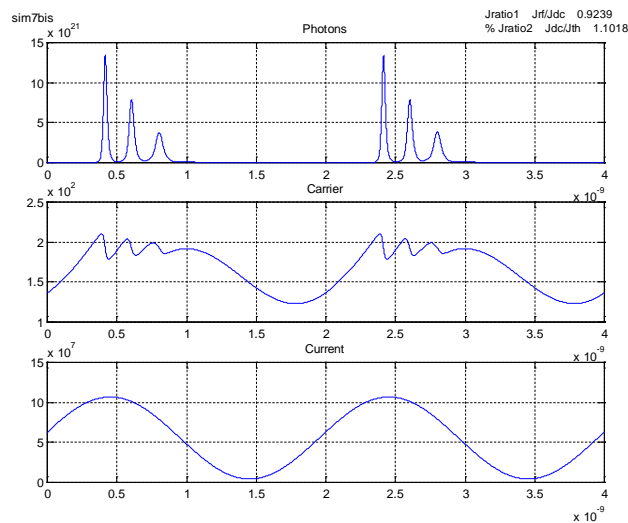 sim7bis
Jratio1 Jrf/Jdc 0.9239
% Jratio2 Jdc/Jth 1.1018
x 10^21
Photons
15
10
5
0
0 0.5 1 1.5 2 2.5 3 3.5 4
x 10^-9
x 10^2
Carrier
2.5
2
1.5
1
0 0.5 1 1.5 2 2.5 3 3.5 4
x 10^-9
x 10^7
Current
15
10
5
0
0 0.5 1 1.5 2 2.5 3 3.5 4
x 10^-9